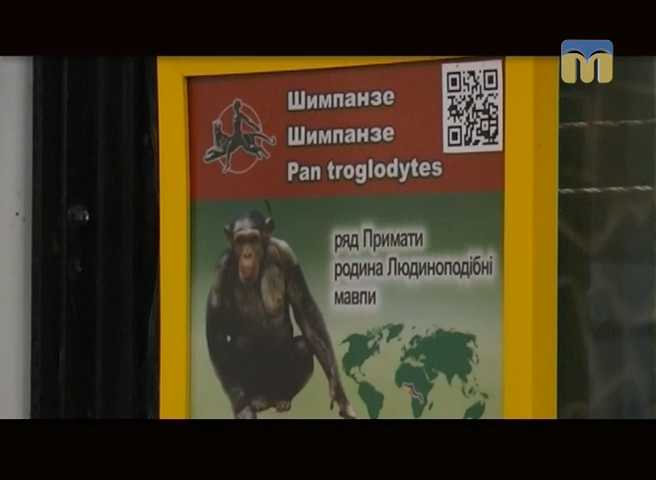 Шимпанзе
Шимпанзе
Pan troglodytes
ряд Примати
родина Людиноподібні
мавпи